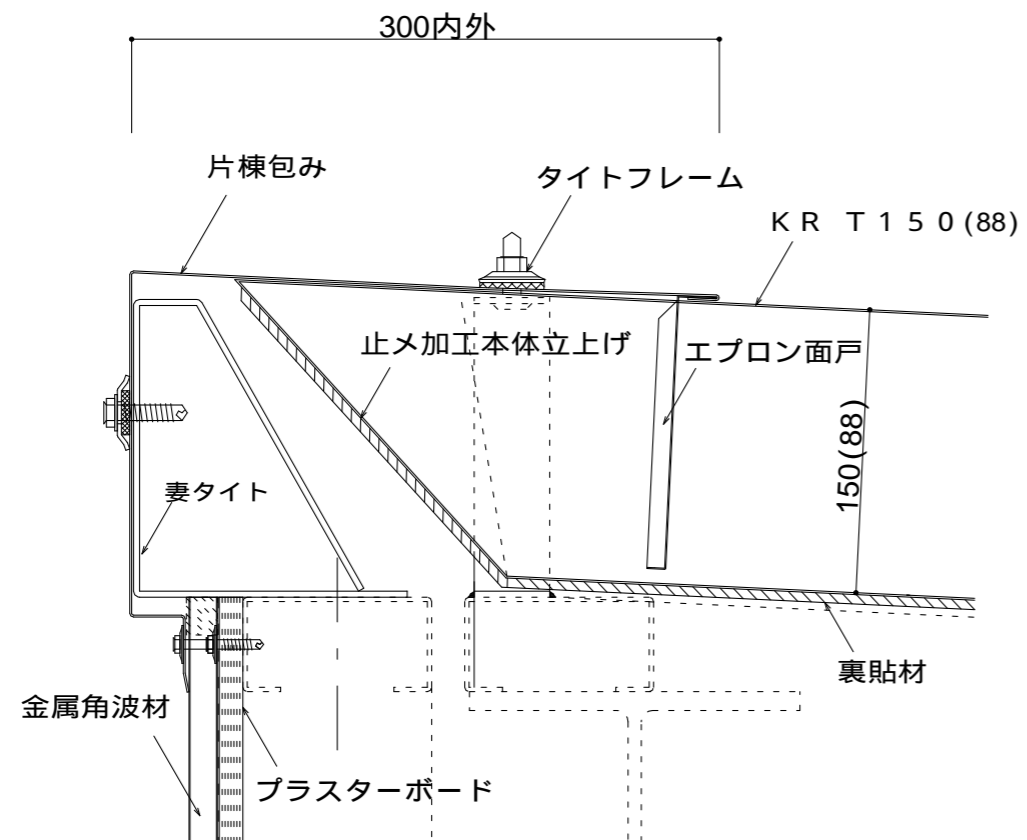 300内外
片棟包み
タイトフレーム
KR T150(88)
止メ加工本体立上げ
エプロン面戸
150(88)
妻タイト
裏貼材
金属角波材
プラスターボード